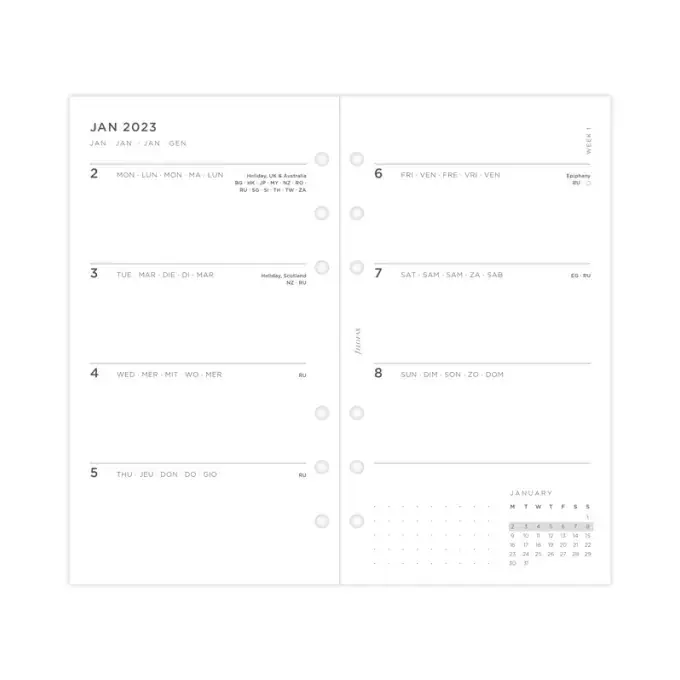 JAN 2023
JAN · JAN · JAN · GEN
2 MON · LUN · MON · MA · LUN
Holiday, UK & Australia
BG · HK · JP · MY · NZ · RO ·
RU · SG · SI · TH · TW · ZA
3 TUE · MAR · DIE · DI · MAR
Holiday, Scotland
NZ · RU
4 WED · MER · MIT · WO · MER
RU
5 THU · JEU · DON · DO · GIO
RU
WEEK 1
6 FRI · VEN · FRE · VRI · VEN
Epiphany
RU
7 SAT · SAM · SAM · ZA · SAB
EG · RU
filofax
8 SUN · DIM · SON · ZO · DOM
JANUARY
M T W T F S S
1
2 3 4 5 6 7 8
9 10 11 12 13 14 15
16 17 18 19 20 21 22
23 24 25 26 27 28 29
30 31